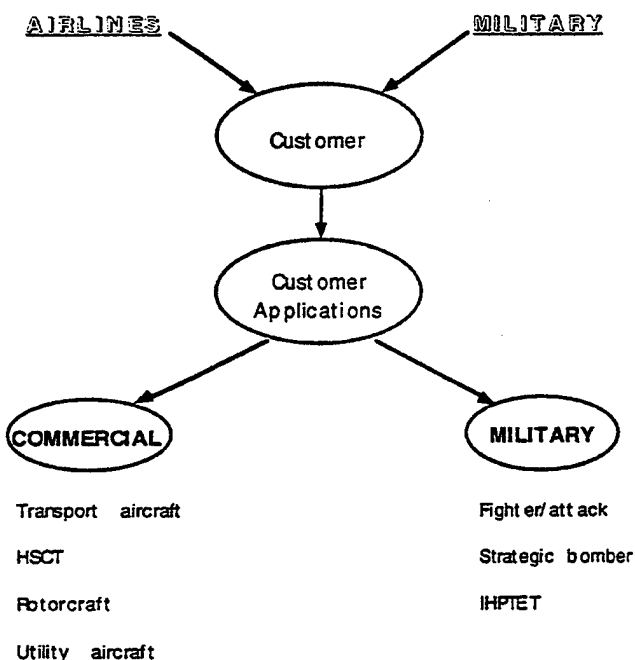 AIRLINES
MILITARY
Customer
Customer
Applications
COMMERCIAL
MILITARY
Transport aircraft
HSCT
Rotorcraft
Utility aircraft
Fighter/attack
Strategic bomber
IHPTET